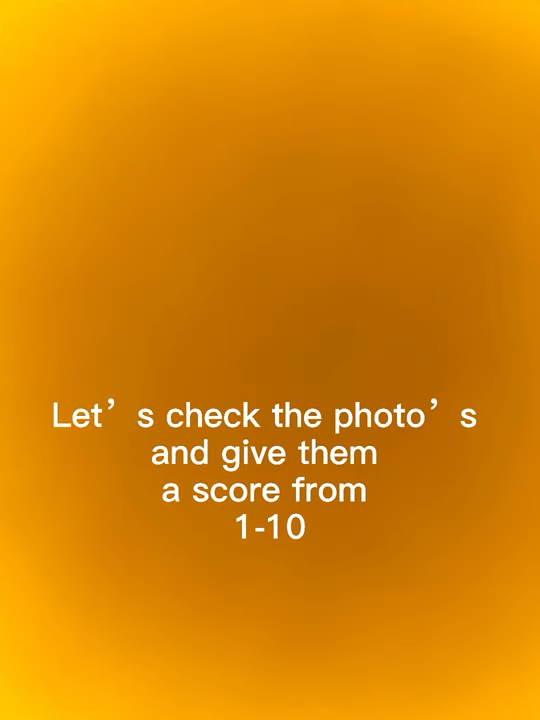 Let’s check the photo’s
and give them
a score from
1-10